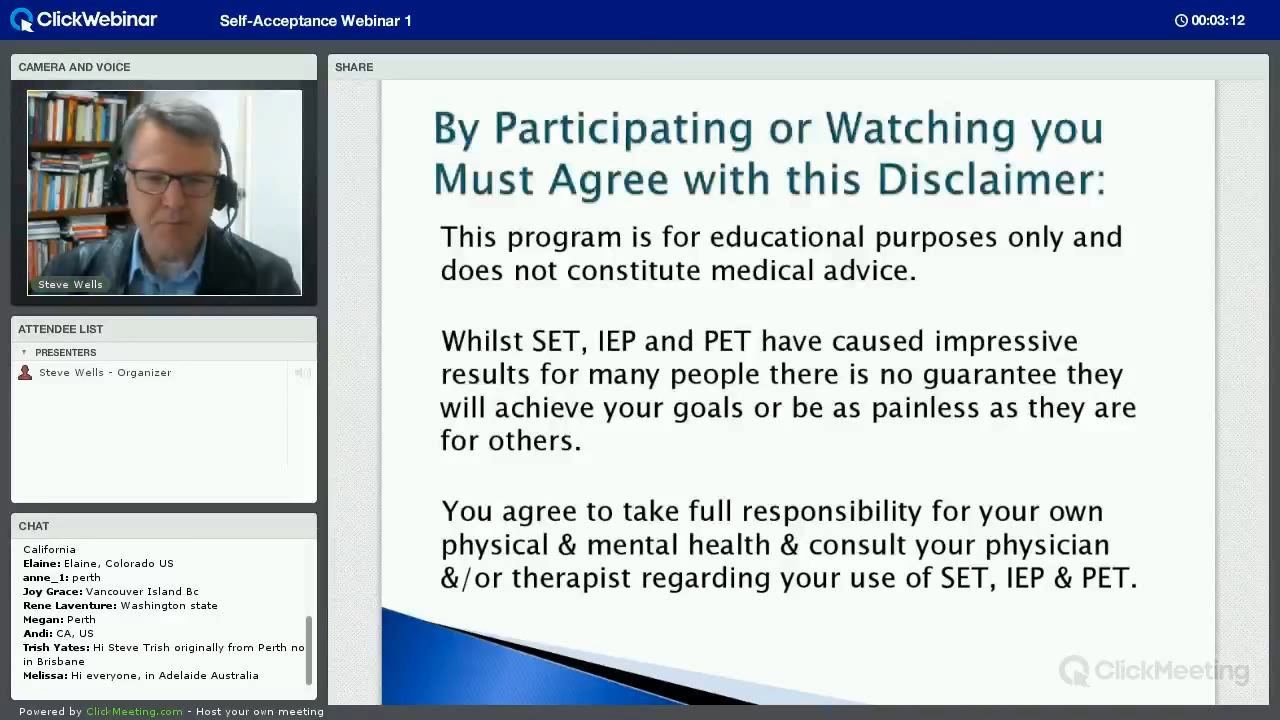 ClickWebinar
Self-Acceptance Webinar 1
00:03:12
CAMERA AND VOICE
Steve Wells
ATTENDEE LIST
PRESENTERS
Steve Wells - Organizer
CHAT
California
Elaine: Elaine, Colorado US
anne_1: perth
Joy Grace: Vancouver Island Bc
Rene Laventure: Washington state
Megan: Perth
Andi: CA, US
Trish Yates: Hi Steve Trish originally from Perth no
in Brisbane
Melissa: Hi everyone, in Adelaide Australia
Powered by ClickMeeting.com - Host your own meeting
SHARE
By Participating or Watching you
Must Agree with this Disclaimer:
This program is for educational purposes only and
does not constitute medical advice.
Whilst SET, IEP and PET have caused impressive
results for many people there is no guarantee they
will achieve your goals or be as painless as they are
for others.
You agree to take full responsibility for your own
physical & mental health & consult your physician
&/or therapist regarding your use of SET, IEP & PET.
ClickMeeting